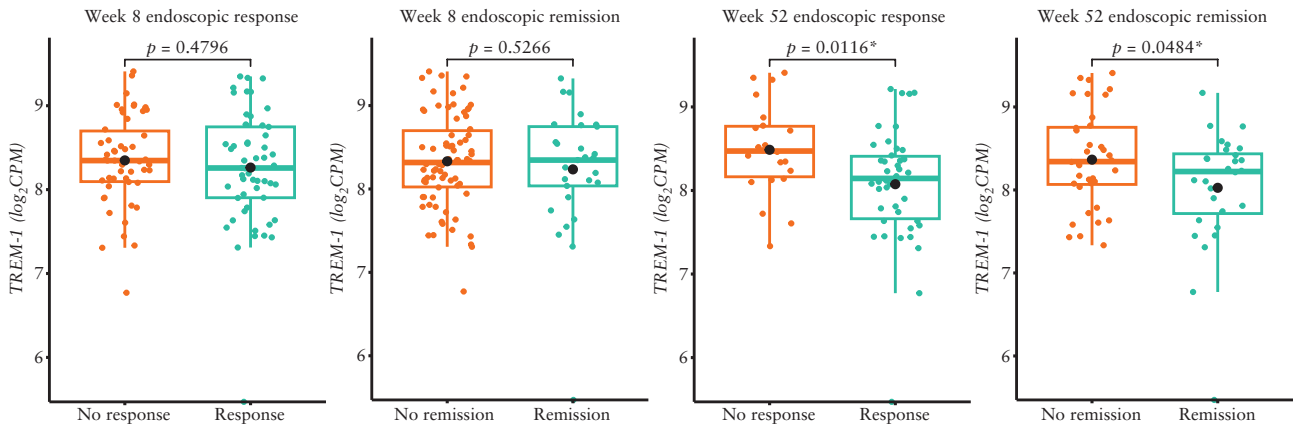 Week 8 endoscopic response
p = 0.4796
TREM-1 (log₂CPM)
9
8
7
6
No response
Response
Week 8 endoscopic remission
p = 0.5266
TREM-1 (log₂CPM)
9
8
7
6
No remission
Remission
Week 52 endoscopic response
p = 0.0116*
TREM-1 (log₂CPM)
9
8
7
6
No response
Response
Week 52 endoscopic remission
p = 0.0484*
TREM-1 (log₂CPM)
9
8
7
6
No remission
Remission